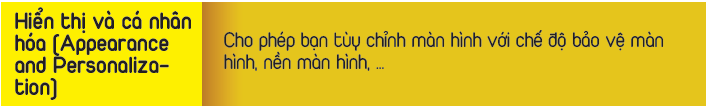 Hiển thị và cá nhân
hóa (Appearance
and Personaliza-
tion)
Cho phép bạn tùy chỉnh màn hình với chế độ bảo vệ màn
hình, nền màn hình, ...